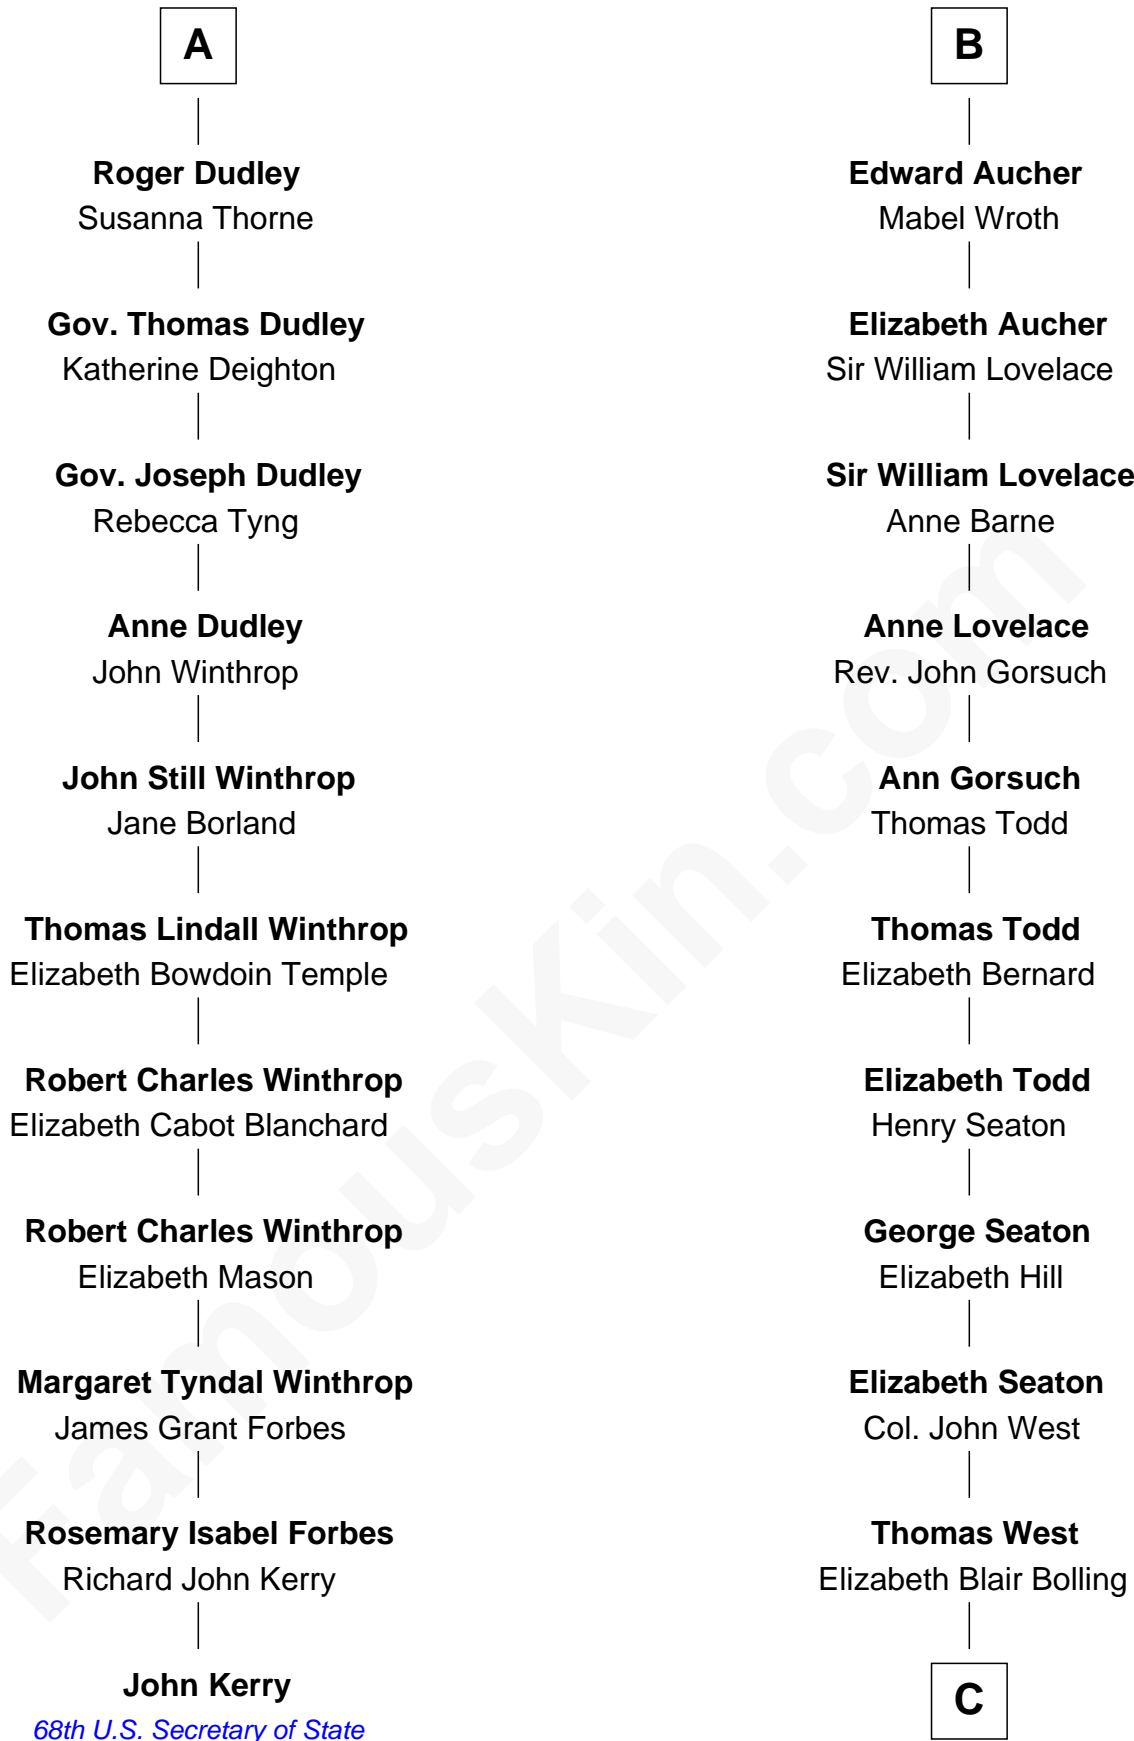 A
Roger Dudley
Susanna Thorne
Gov. Thomas Dudley
Katherine Deighton
Gov. Joseph Dudley
Rebecca Tyng
Anne Dudley
John Winthrop
John Still Winthrop
Jane Borland
Thomas Lindall Winthrop
Elizabeth Bowdoin Temple
Robert Charles Winthrop
Elizabeth Cabot Blanchard
Robert Charles Winthrop
Elizabeth Mason
Margaret Tyndal Winthrop
James Grant Forbes
Rosemary Isabel Forbes
Richard John Kerry
John Kerry
68th U.S. Secretary of State
B
Edward Aucher
Mabel Wroth
Elizabeth Aucher
Sir William Lovelace
Sir William Lovelace
Anne Barne
Anne Lovelace
Rev. John Gorsuch
Ann Gorsuch
Thomas Todd
Thomas Todd
Elizabeth Bernard
Elizabeth Todd
Henry Seaton
George Seaton
Elizabeth Hill
Elizabeth Seaton
Col. John West
Thomas West
Elizabeth Blair Bolling
C
FamousKin.com